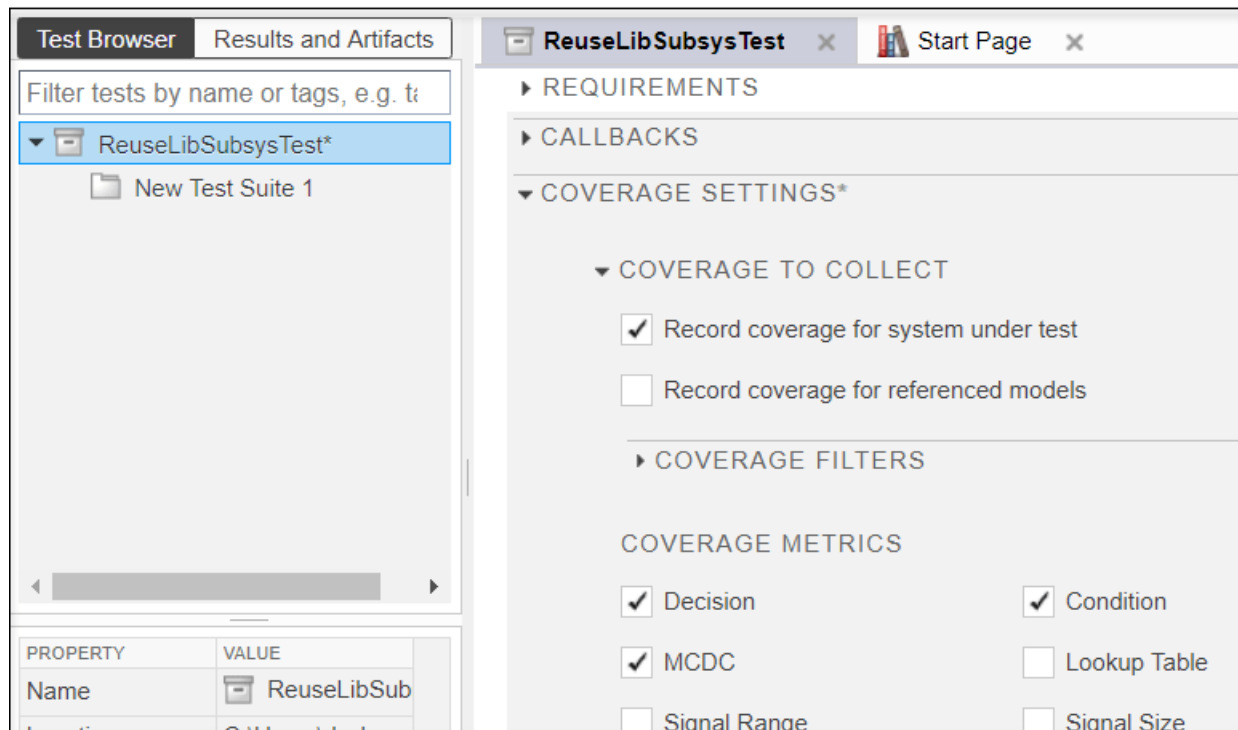 Test Browser
Results and Artifacts
Filter tests by name or tags, e.g.
ReuseLibSubsysTest*
New Test Suite 1
PROPERTY VALUE
Name ReuseLibSub
ReuseLibSubsysTest
Start Page
REQUIREMENTS
CALLBACKS
COVERAGE SETTINGS*
COVERAGE TO COLLECT
Record coverage for system under test
Record coverage for referenced models
COVERAGE FILTERS
COVERAGE METRICS
Decision Condition
MCDC Lookup Table
Signal Range Signal Size